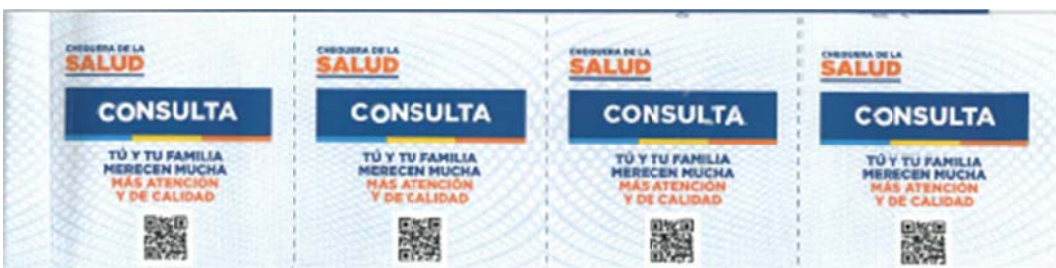 CHEQUERA DE LA
SALUD
CONSULTA
TÚ Y TU FAMILIA
MERECEN MUCHA
MÁS ATENCIÓN
Y DE CALIDAD
CHEQUERA DE LA
SALUD
CONSULTA
TÚ Y TU FAMILIA
MERECEN MUCHA
MÁS ATENCIÓN
Y DE CALIDAD
CHEQUERA DE LA
SALUD
CONSULTA
TÚ Y TU FAMILIA
MERECEN MUCHA
MÁS ATENCIÓN
Y DE CALIDAD
CHEQUERA DE LA
SALUD
CONSULTA
TÚ Y TU FAMILIA
MERECEN MUCHA
MÁS ATENCIÓN
Y DE CALIDAD